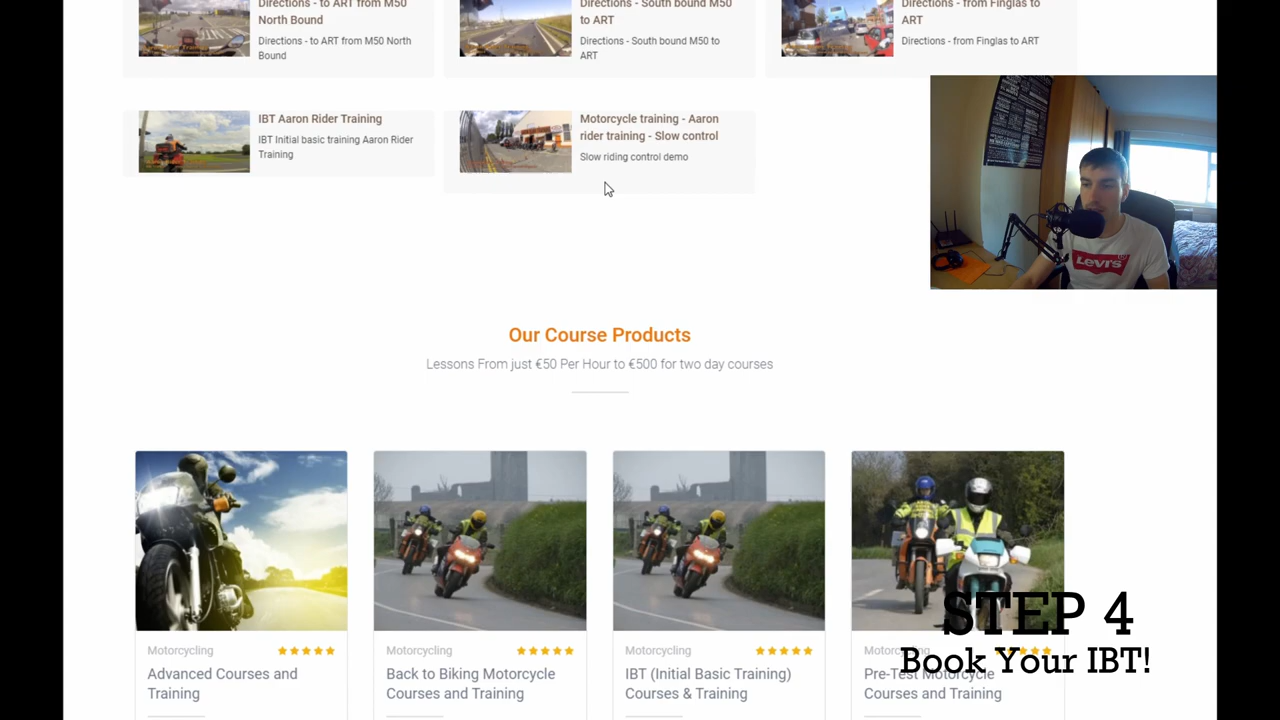 Directions - to ART from M50
North Bound
Directions - to ART from M50 North
Bound
Directions - South bound M50
to ART
Directions - South bound M50 to
ART
Directions - from Finglas to
ART
Directions - from Finglas to ART
IBT Aaron Rider Training
IBT Initial basic training Aaron Rider
Training
Motorcycle training - Aaron
rider training - Slow control
Slow riding control demo
Levi's
Our Course Products
Lessons From just €50 Per Hour to €500 for two day courses
Motorcycling
Advanced Courses and
Training
Motorcycling
Back to Biking Motorcycle
Courses and Training
Motorcycling
IBT (Initial Basic Training)
Courses & Training
Motorcycling
Pre-Test Motorcycle
Courses and Training
STEP 4
Book Your IBT!